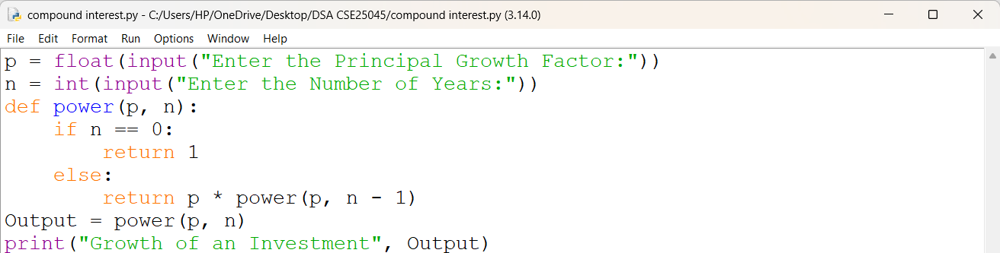 compound interest.py - C:/Users/HP/OneDrive/Desktop/DSA CSE25045/compound interest.py (3.14.0)
File Edit Format Run Options Window Help
p = float(input("Enter the Principal Growth Factor:"))
n = int(input("Enter the Number of Years:"))
def power(p, n):
    if n == 0:
        return 1
    else:
        return p * power(p, n - 1)
Output = power(p, n)
print("Growth of an Investment", Output)